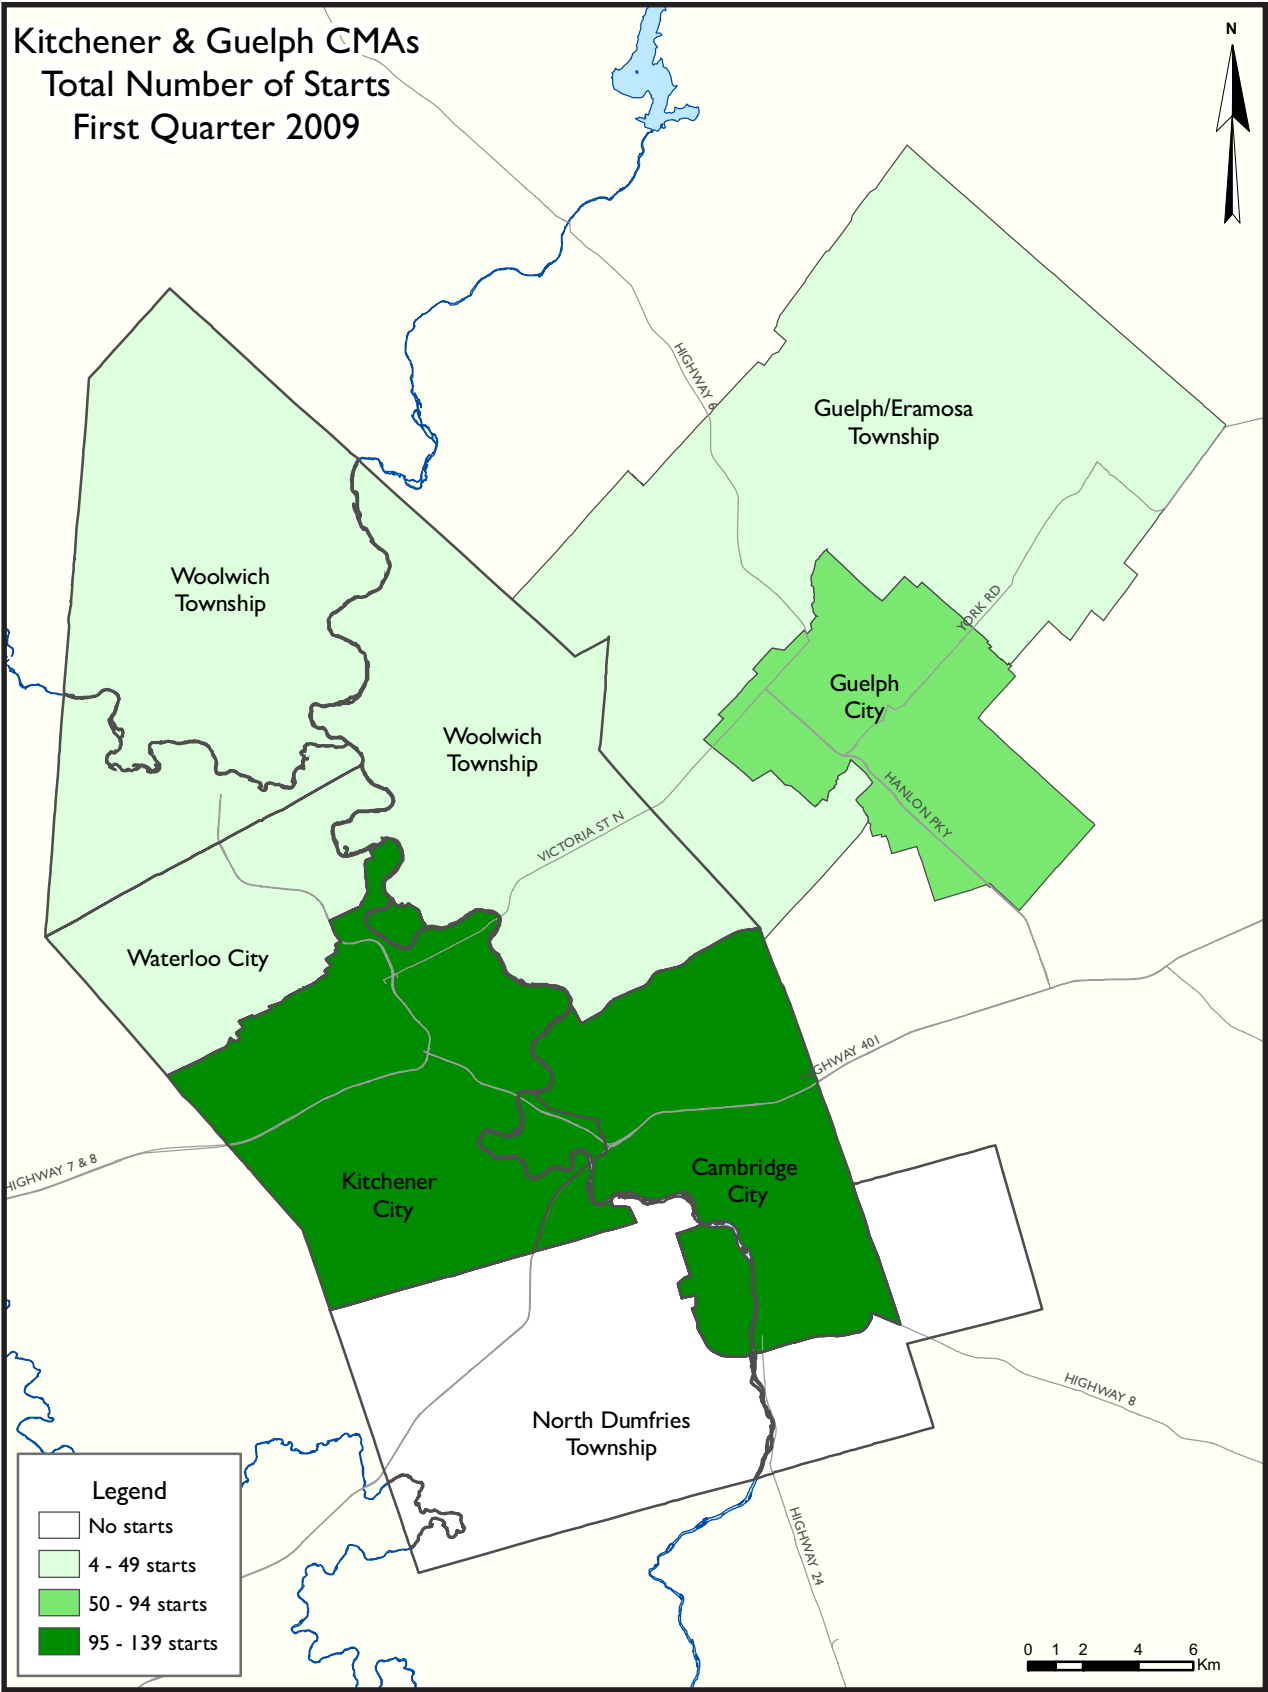 Kitchener & Guelph CMAs
Total Number of Starts
First Quarter 2009
N
HIGHWAY 6
Guelph/Eramosa
Township
Woolwich
Township
YORK RD
Guelph
City
Woolwich
Township
HANLON PKY
VICTORIA ST N
Waterloo City
HIGHWAY 401
HIGHWAY 7 & 8
Kitchener
City
Cambridge
City
HIGHWAY 8
North Dumfries
Township
HIGHWAY 24
Legend
No starts
4 - 49 starts
50 - 94 starts
95 - 139 starts
0 1 2 4 6
Km